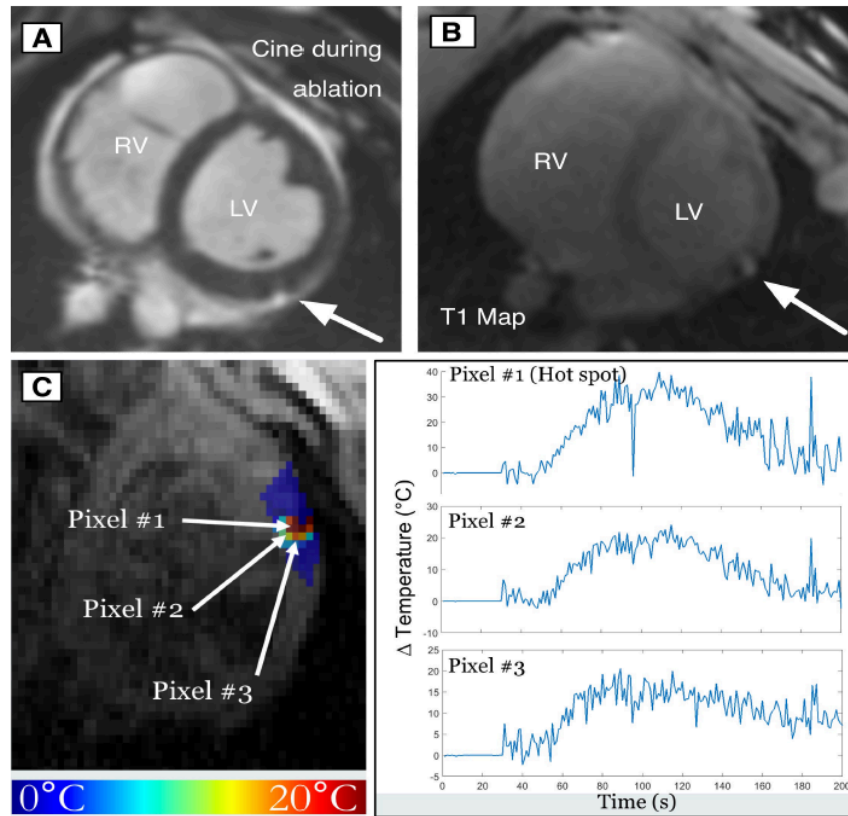 A
Cine during
ablation
RV
LV
B
RV
LV
T1 Map
C
Pixel #1
Pixel #2
Pixel #3
0°C
20°C
Pixel #1 (Hot spot)
40
30
20
10
0
Pixel #2
30
20
10
0
-10
Pixel #3
25
20
15
10
5
0
-5
0
20
40
60
80
100
120
140
160
180
200
Δ Temperature (°C)
Time (s)